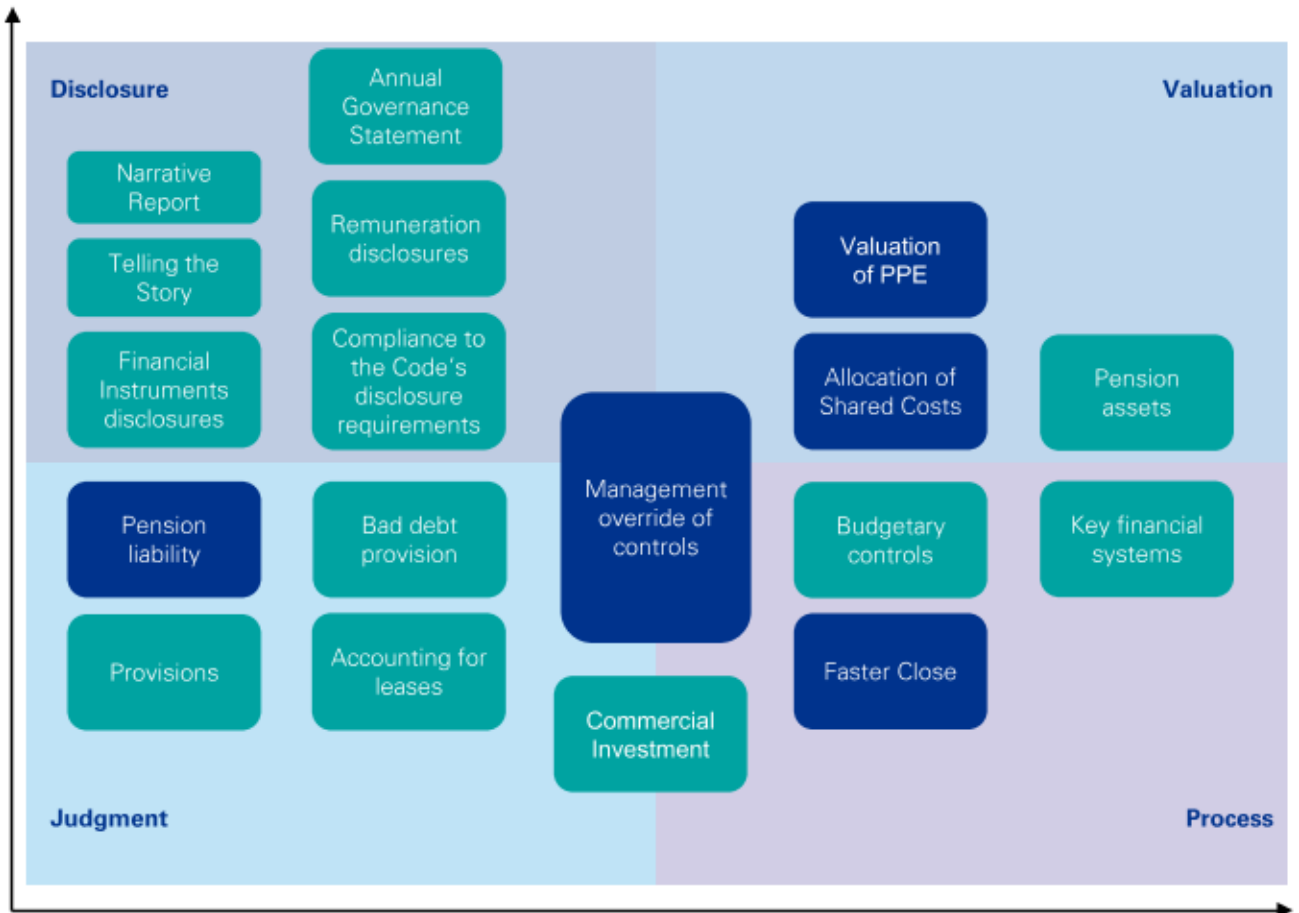 Disclosure
Annual
Governance
Statement
Narrative
Report
Remuneration
disclosures
Telling the
Story
Compliance to
the Code's
disclosure
requirements
Financial
Instruments
disclosures
Valuation
Valuation
of PPE
Allocation of
Shared Costs
Pension
assets
Management
override of
controls
Pension
liability
Bad debt
provision
Provisions
Accounting for
leases
Judgment
Commercial
Investment
Budgetary
controls
Key financial
systems
Faster Close
Process